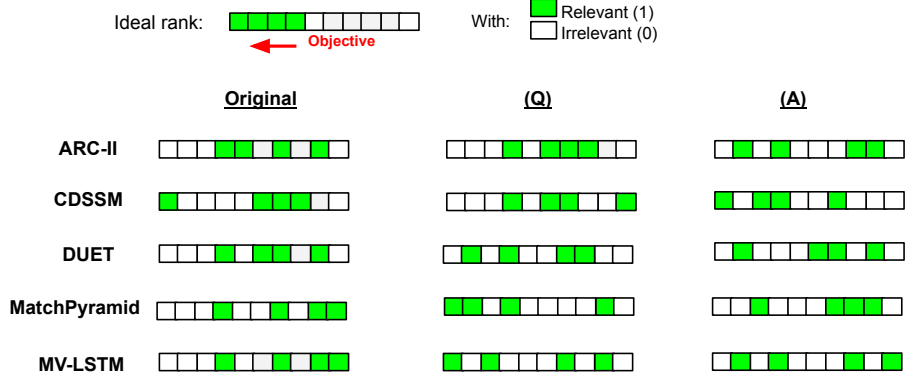 Ideal rank:
Objective
With:
Relevant (1)
Irrelevant (0)
Original
(Q)
(A)
ARC-II
CDSSM
DUET
MatchPyramid
MV-LSTM